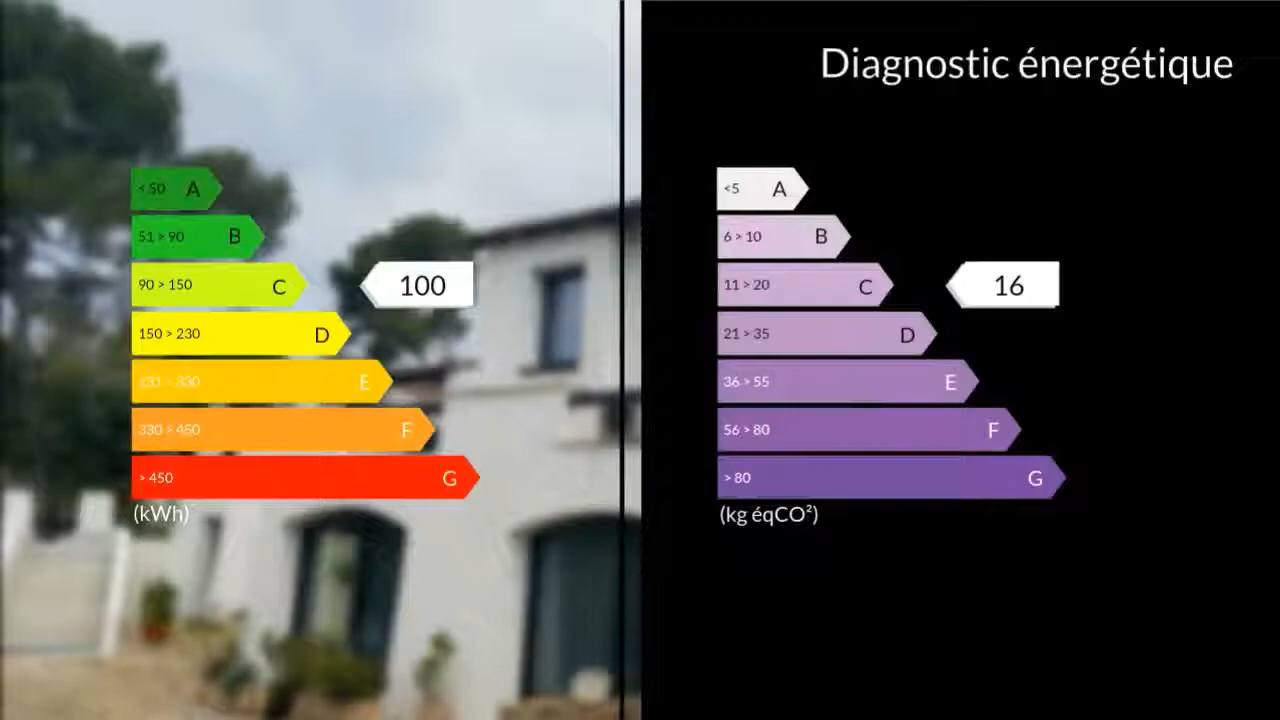 Diagnostic énergétique
< 50 A
51 > 90 B
90 > 150 C
100
150 > 230 D
E
330 > 450 F
> 450 G
(kWh)
<5 A
6 > 10 B
11 > 20 C
16
21 > 35 D
36 > 55 E
56 > 80 F
> 80 G
(kg éqCO²)